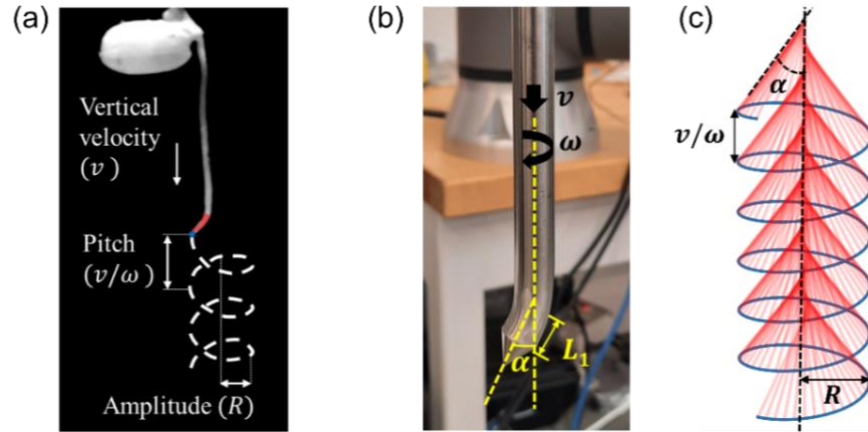 (a)
Vertical
velocity
(v)
Pitch
(v/ω)
Amplitude (R)
(b)
v
ω
L₁
α
(c)
α
v/ω
R